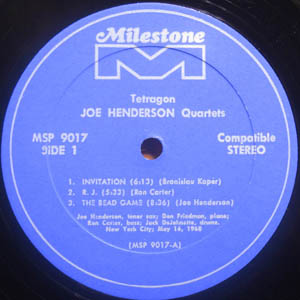 Milestone
M
Tetragon
JOE HENDERSON Quartets
MSP 9017
SIDE 1
Compatible
STEREO
1. INVITATION (6:13) (Bronislau Kaper)
2. R. J. (5:33) (Ron Carter)
3. THE BEAD GAME (8:36) (Joe Henderson)
Joe Henderson, tenor sax; Don Friedman, piano;
Ron Carter, bass; Jack DeJohnette, drums.
New York City; May 16, 1968
(MSP 9017-A)